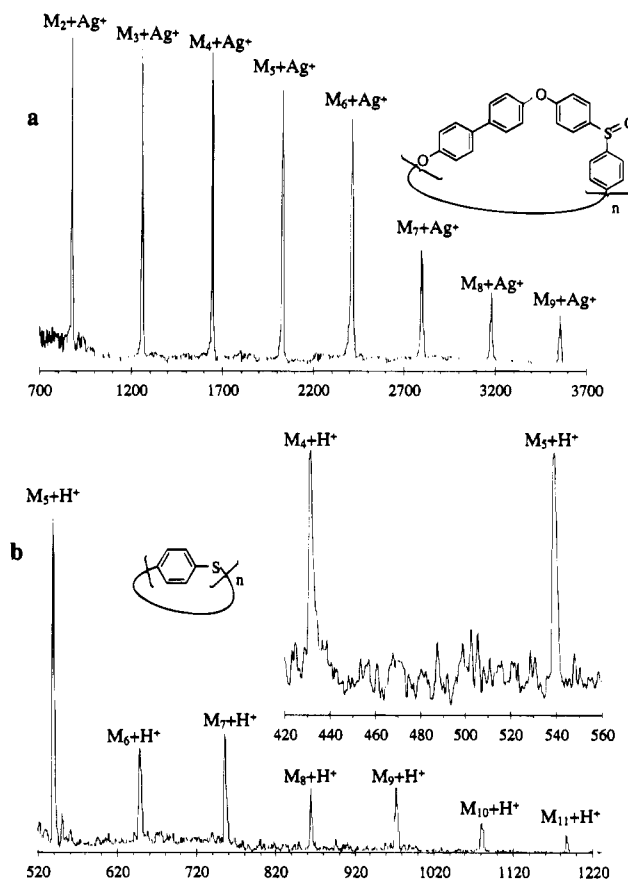 M₂+Ag⁺
M₃+Ag⁺
M₄+Ag⁺
M₅+Ag⁺
M₆+Ag⁺
a
O
S=O
O
n
M₇+Ag⁺
M₈+Ag⁺
M₉+Ag⁺
700 1200 1700 2200 2700 3200 3700
M₄+H⁺
M₅+H⁺
M₅+H⁺
b
S
n
420 440 460 480 500 520 540 560
M₆+H⁺
M₇+H⁺
M₈+H⁺
M₉+H⁺
M₁₀+H⁺
M₁₁+H⁺
520 620 720 820 920 1020 1120 1220